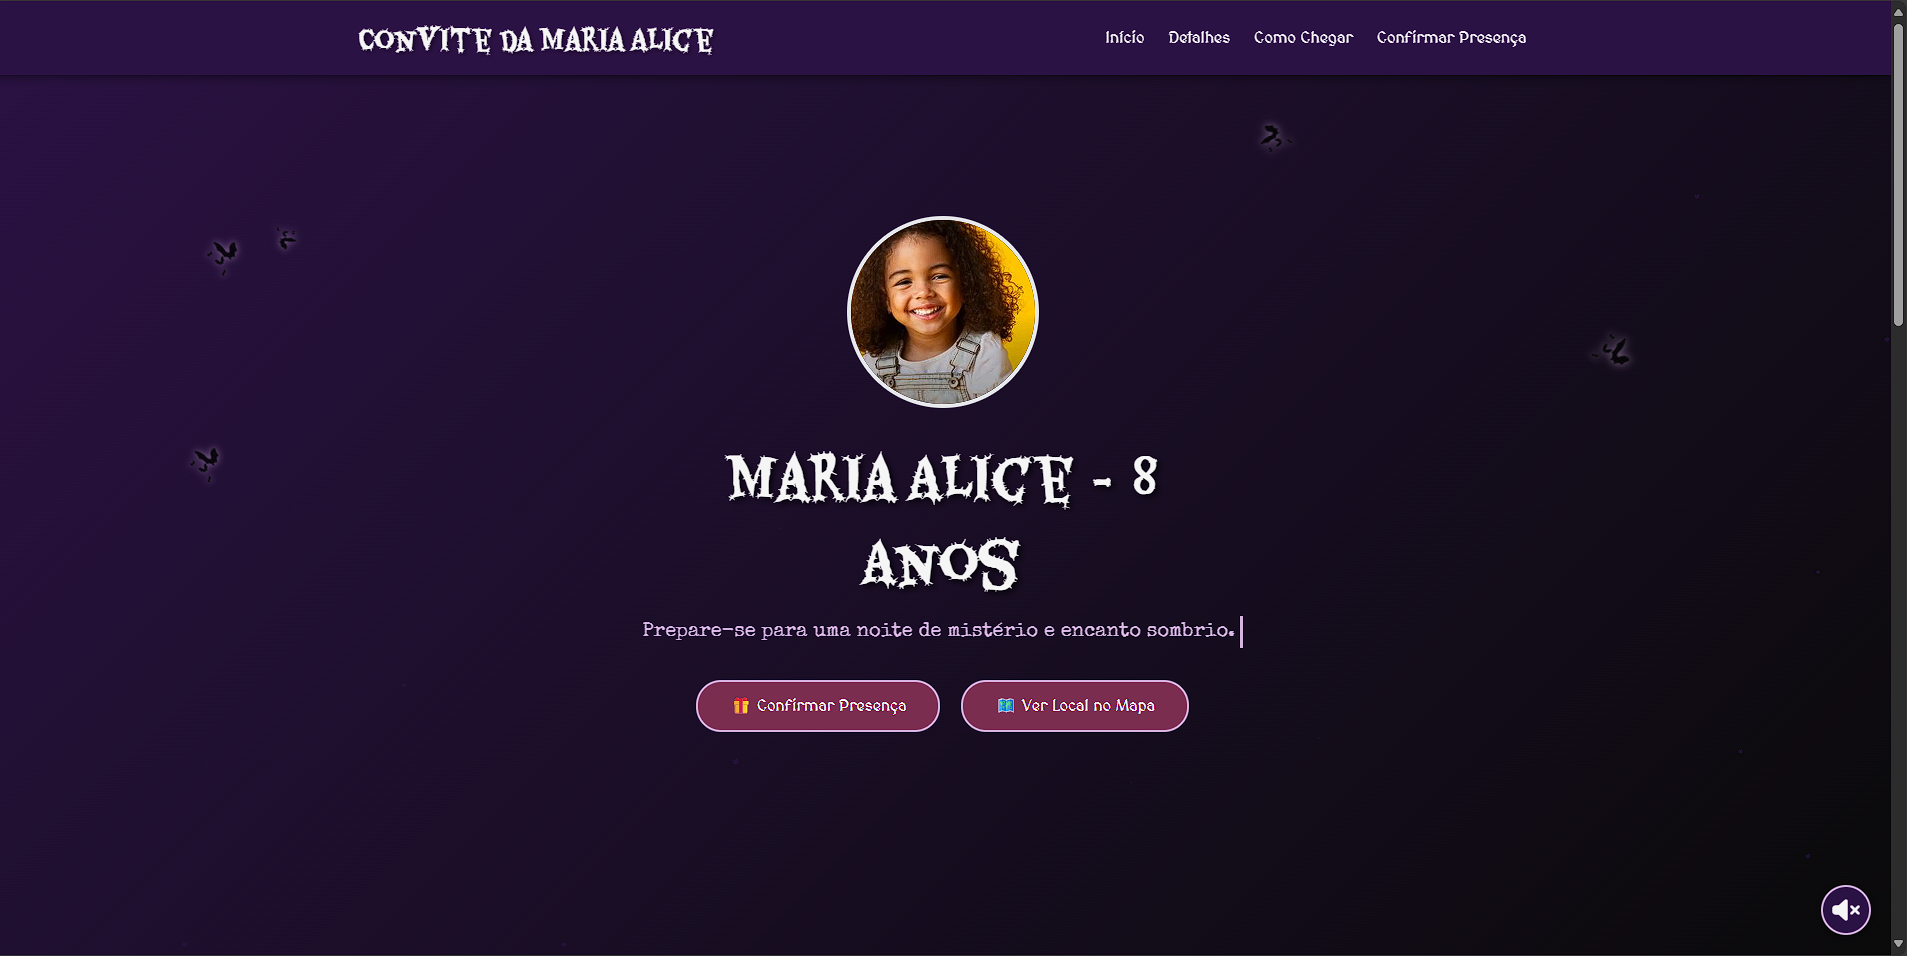 CONVITE DA MARIA ALICE
Início Detalhes Como Chegar Confirmar Presença
MARIA ALICE - 8
ANOS
Prepare-se para uma noite de mistério e encanto sombrio.
Confirmar Presença
Ver Local no Mapa